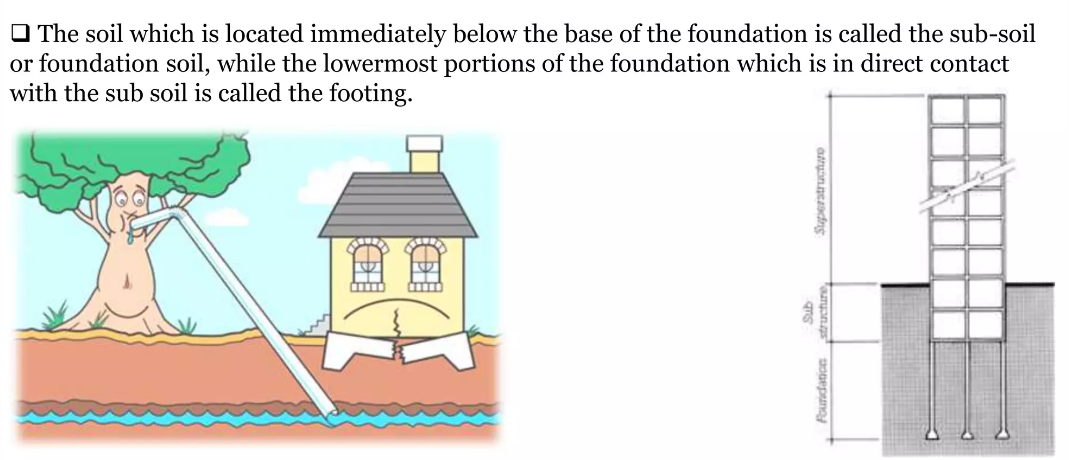 ❑ The soil which is located immediately below the base of the foundation is called the sub-soil
or foundation soil, while the lowermost portions of the foundation which is in direct contact
with the sub soil is called the footing.
Superstructure
Sub
structure
Foundation